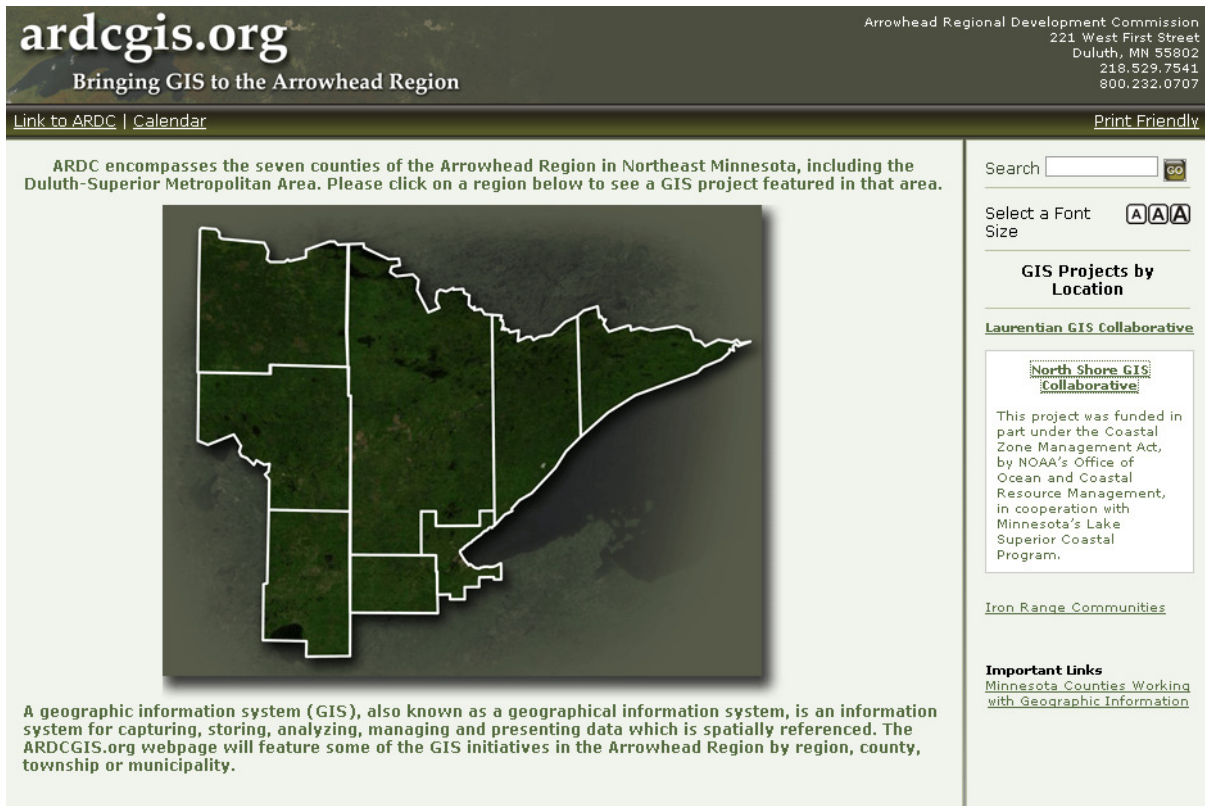 ardcgis.org
Bringing GIS to the Arrowhead Region
Arrowhead Regional Development Commission
221 West First Street
Duluth, MN 55802
218.529.7541
800.232.0707
Link to ARDC | Calendar
Print Friendly
ARDC encompasses the seven counties of the Arrowhead Region in Northeast Minnesota, including the
Duluth-Superior Metropolitan Area. Please click on a region below to see a GIS project featured in that area.
A geographic information system (GIS), also known as a geographical information system, is an information
system for capturing, storing, analyzing, managing and presenting data which is spatially referenced. The
ARDCGIS.org webpage will feature some of the GIS initiatives in the Arrowhead Region by region, county,
township or municipality.
Search
GO
Select a Font
Size
A A A
GIS Projects by
Location
Laurentian GIS Collaborative
North Shore GIS
Collaborative
This project was funded in
part under the Coastal
Zone Management Act,
by NOAA's Office of
Ocean and Coastal
Resource Management,
in cooperation with
Minnesota's Lake
Superior Coastal
Program.
Iron Range Communities
Important Links
Minnesota Counties Working
with Geographic Information